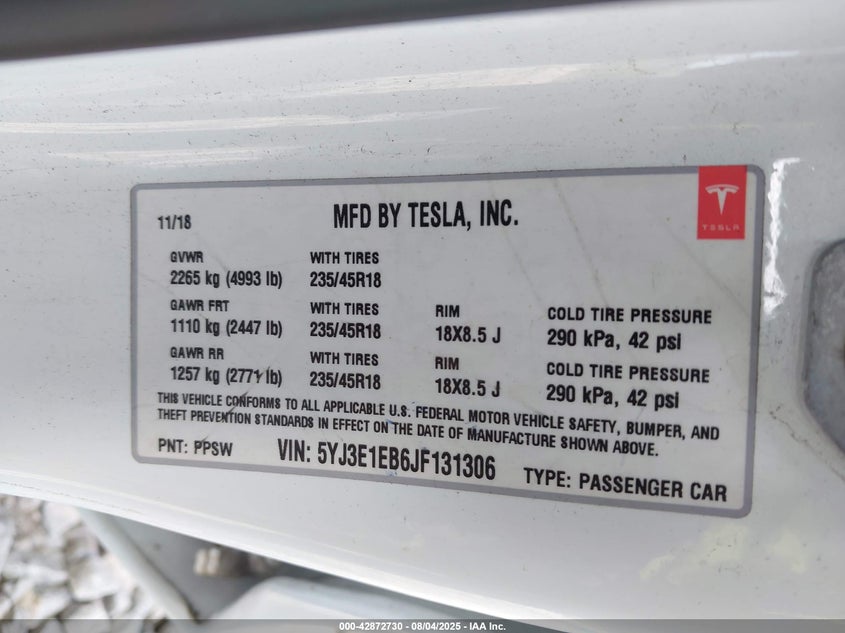 11/18 MFD BY TESLA, INC.
TESLA
GVWR WITH TIRES
2265 kg (4993 lb) 235/45R18
GAWR FRT WITH TIRES RIM COLD TIRE PRESSURE
1110 kg (2447 lb) 235/45R18 18X8.5 J 290 kPa, 42 psi
GAWR RR WITH TIRES RIM COLD TIRE PRESSURE
1257 kg (2771 lb) 235/45R18 18X8.5 J 290 kPa, 42 psi
THIS VEHICLE CONFORMS TO ALL APPLICABLE U.S. FEDERAL MOTOR VEHICLE SAFETY, BUMPER, AND
THEFT PREVENTION STANDARDS IN EFFECT ON THE DATE OF MANUFACTURE SHOWN ABOVE.
PNT: PPSW VIN: 5YJ3E1EB6JF131306 TYPE: PASSENGER CAR
000-42872730 - 08/04/2025 - IAA Inc.